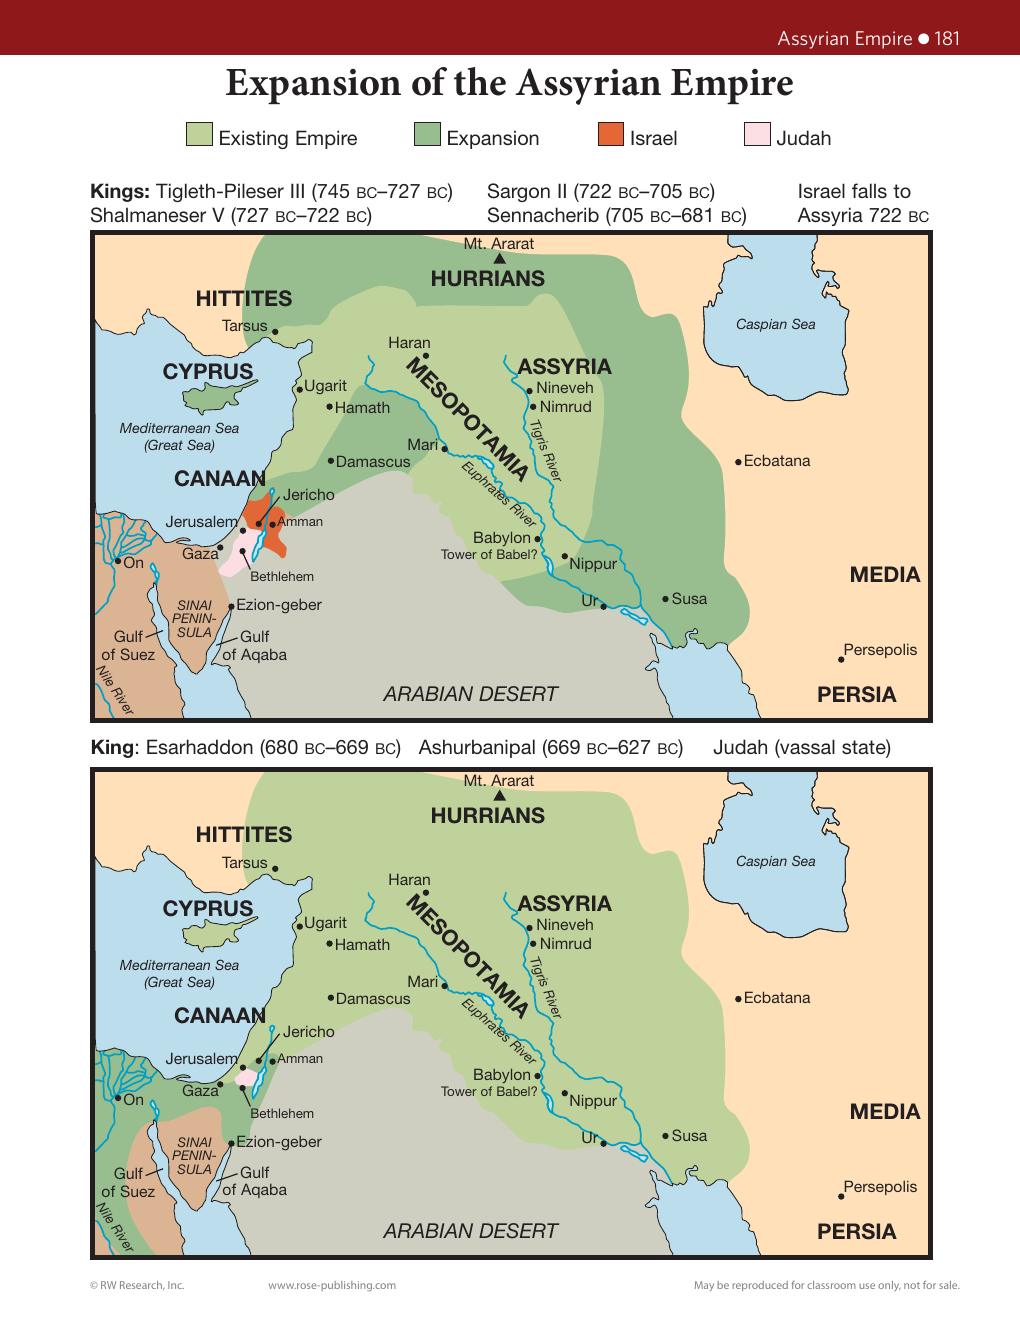 Assyrian Empire ● 181
Expansion of the Assyrian Empire
Existing Empire
Expansion
Israel
Judah
Kings: Tigleth-Pileser III (745 BC–727 BC)
Shalmaneser V (727 BC–722 BC)
Sargon II (722 BC–705 BC)
Sennacherib (705 BC–681 BC)
Israel falls to
Assyria 722 BC
Mt. Ararat
HURRIANS
HITTITES
Tarsus
Caspian Sea
Haran
CYPRUS
ASSYRIA
MESOPOTAMIA
Ugarit
Nineveh
Hamath
Nimrud
Mediterranean Sea
(Great Sea)
Tigris River
Mari
Damascus
Ecbatana
CANAAN
Euphrates River
Jericho
Jerusalem
Amman
Gaza
Babylon
Tower of Babel?
On
Nippur
Bethlehem
MEDIA
SINAI
PENIN-
SULA
Ezion-geber
Ur
Susa
Gulf
of Suez
Gulf
of Aqaba
Persepolis
Nile River
ARABIAN DESERT
PERSIA
King: Esarhaddon (680 BC–669 BC)
Ashurbanipal (669 BC–627 BC)
Judah (vassal state)
Mt. Ararat
HURRIANS
HITTITES
Tarsus
Caspian Sea
Haran
CYPRUS
ASSYRIA
MESOPOTAMIA
Ugarit
Nineveh
Hamath
Nimrud
Mediterranean Sea
(Great Sea)
Tigris River
Mari
Damascus
Ecbatana
CANAAN
Euphrates River
Jericho
Jerusalem
Amman
Gaza
Babylon
Tower of Babel?
On
Nippur
Bethlehem
MEDIA
SINAI
PENIN-
SULA
Ezion-geber
Ur
Susa
Gulf
of Suez
Gulf
of Aqaba
Persepolis
Nile River
ARABIAN DESERT
PERSIA
© RW Research, Inc.
www.rose-publishing.com
May be reproduced for classroom use only, not for sale.